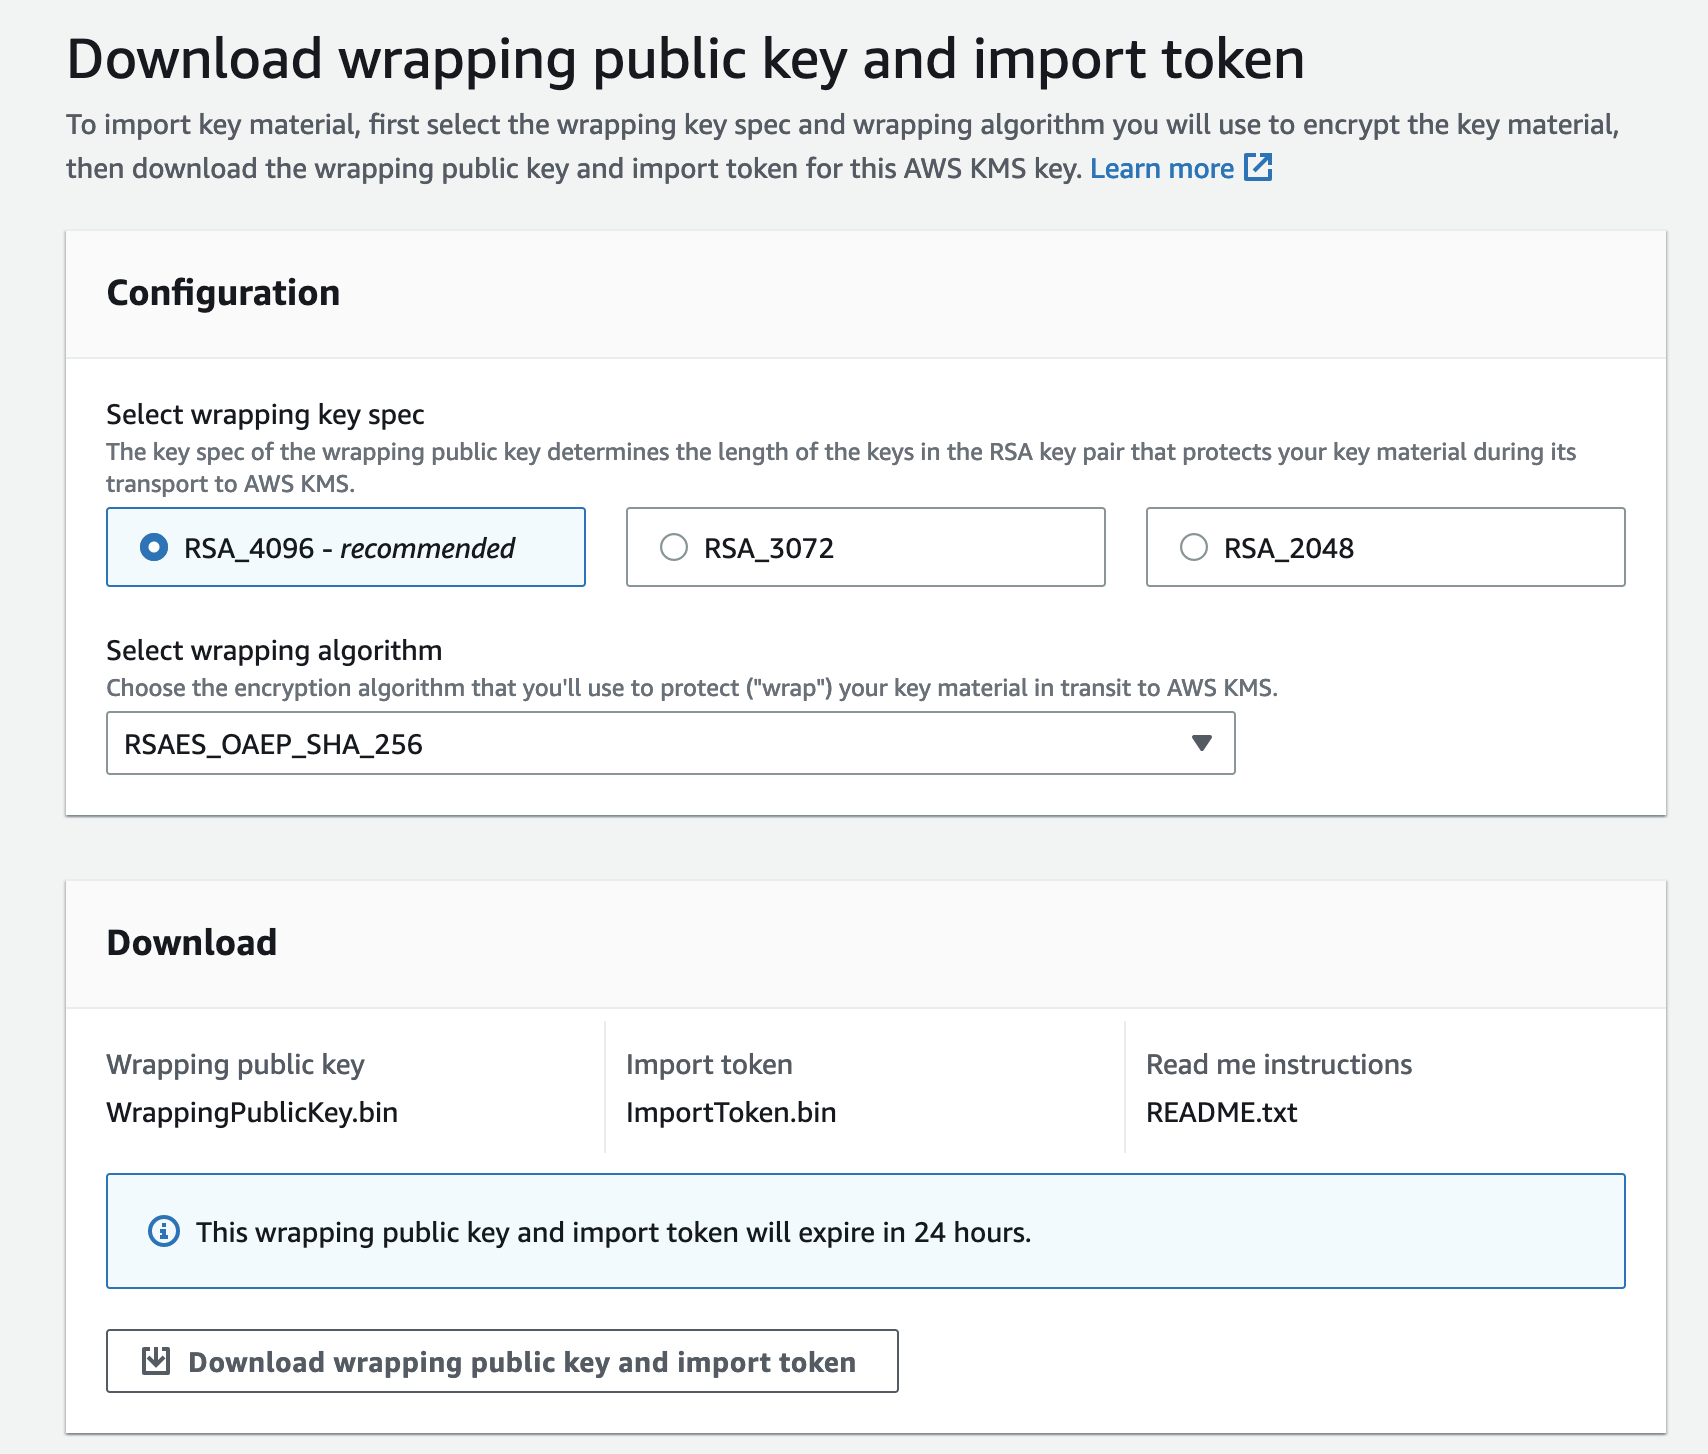 Download wrapping public key and import token
To import key material, first select the wrapping key spec and wrapping algorithm you will use to encrypt the key material,
then download the wrapping public key and import token for this AWS KMS key. Learn more
Configuration
Select wrapping key spec
The key spec of the wrapping public key determines the length of the keys in the RSA key pair that protects your key material during its
transport to AWS KMS.
RSA_4096 - recommended
RSA_3072
RSA_2048
Select wrapping algorithm
Choose the encryption algorithm that you'll use to protect ("wrap") your key material in transit to AWS KMS.
RSAES_OAEP_SHA_256
Download
Wrapping public key
WrappingPublicKey.bin
Import token
ImportToken.bin
Read me instructions
README.txt
This wrapping public key and import token will expire in 24 hours.
Download wrapping public key and import token